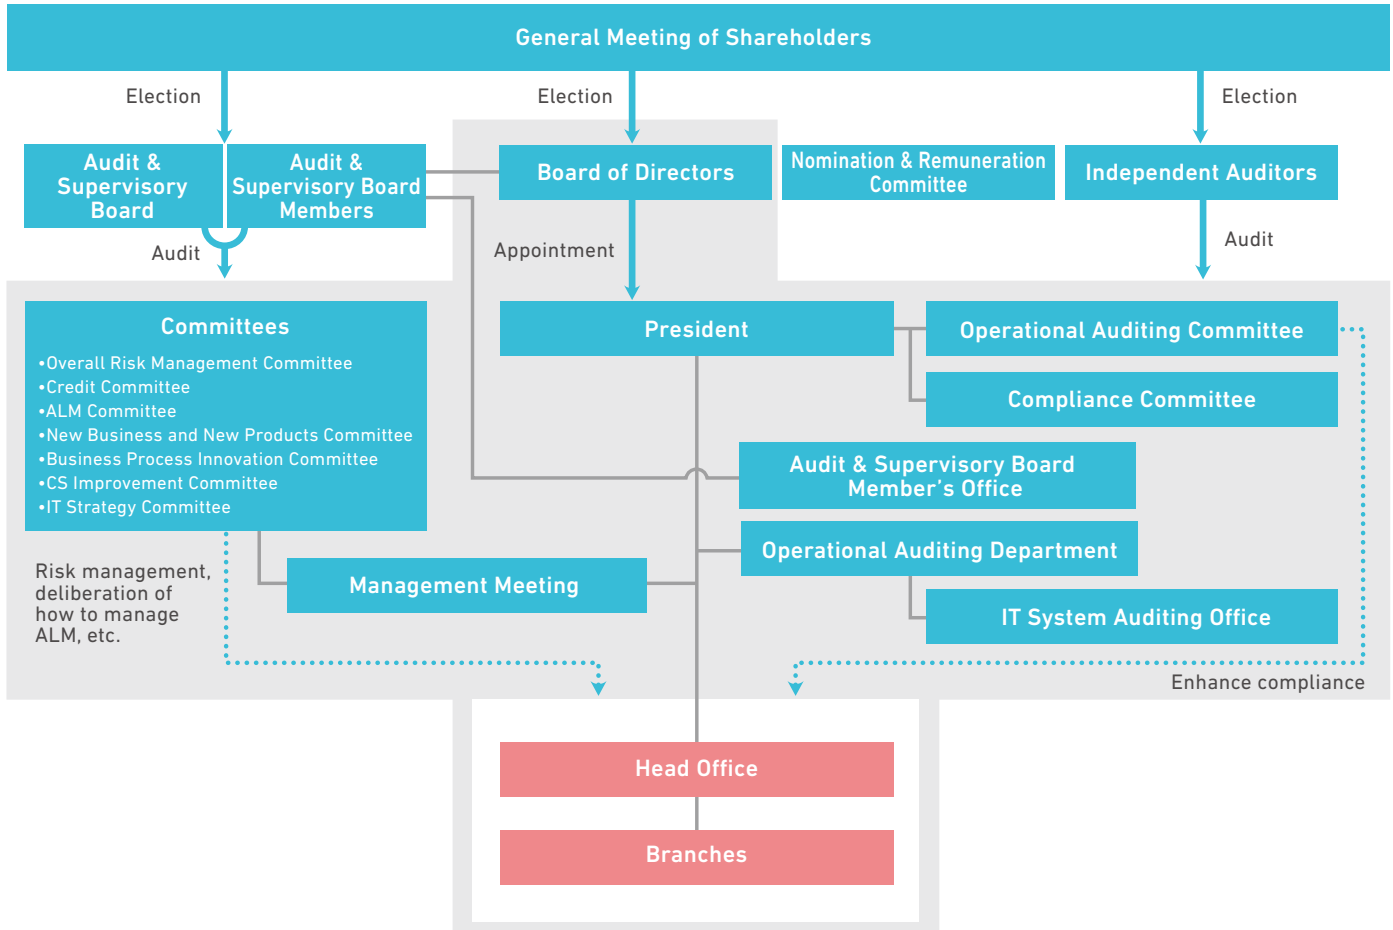 General Meeting of Shareholders
Election
Election
Election
Audit &
Supervisory
Board
Audit &
Supervisory Board
Members
Board of Directors
Nomination & Remuneration
Committee
Independent Auditors
Audit
Appointment
Audit
Committees
•Overall Risk Management Committee
•Credit Committee
•ALM Committee
•New Business and New Products Committee
•Business Process Innovation Committee
•CS Improvement Committee
•IT Strategy Committee
President
Operational Auditing Committee
Compliance Committee
Audit & Supervisory Board
Member’s Office
Operational Auditing Department
IT System Auditing Office
Management Meeting
Risk management,
deliberation of
how to manage
ALM, etc.
Enhance compliance
Head Office
Branches